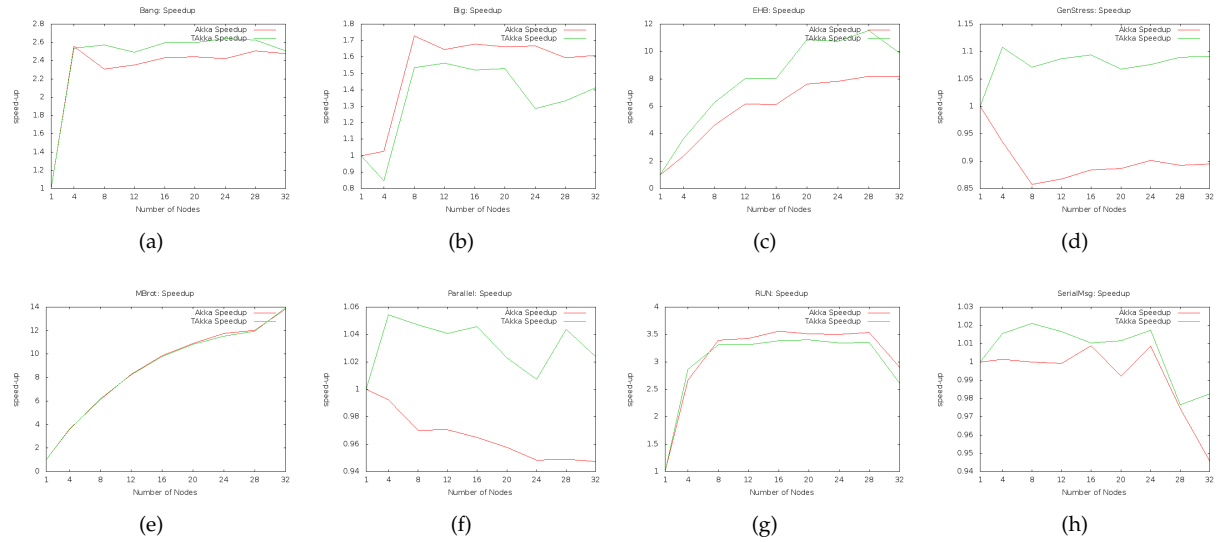 Bang: Speedup
Akka Speedup
TAkka Speedup
speed-up
2.8
2.6
2.4
2.2
2
1.8
1.6
1.4
1.2
1
1 4 8 12 16 20 24 28 32
Number of Nodes
(a)
Big: Speedup
Akka Speedup
TAkka Speedup
speed-up
1.8
1.7
1.6
1.5
1.4
1.3
1.2
1.1
1
0.9
0.8
1 4 8 12 16 20 24 28 32
Number of Nodes
(b)
EHB: Speedup
Akka Speedup
TAkka Speedup
speed-up
12
10
8
6
4
2
0
1 4 8 12 16 20 24 28 32
Number of Nodes
(c)
GenStress: Speedup
Akka Speedup
TAkka Speedup
speed-up
1.15
1.1
1.05
1
0.95
0.9
0.85
1 4 8 12 16 20 24 28 32
Number of Nodes
(d)
MBrot: Speedup
Akka Speedup
TAkka Speedup
speed-up
14
12
10
8
6
4
2
0
1 4 8 12 16 20 24 28 32
Number of Nodes
(e)
Parallel: Speedup
Akka Speedup
TAkka Speedup
speed-up
1.06
1.04
1.02
1
0.98
0.96
0.94
1 4 8 12 16 20 24 28 32
Number of Nodes
(f)
RUN: Speedup
Akka Speedup
TAkka Speedup
speed-up
4
3.5
3
2.5
2
1.5
1
1 4 8 12 16 20 24 28 32
Number of Nodes
(g)
SerialMsg: Speedup
Akka Speedup
TAkka Speedup
speed-up
1.03
1.02
1.01
1
0.99
0.98
0.97
0.96
0.95
0.94
1 4 8 12 16 20 24 28 32
Number of Nodes
(h)